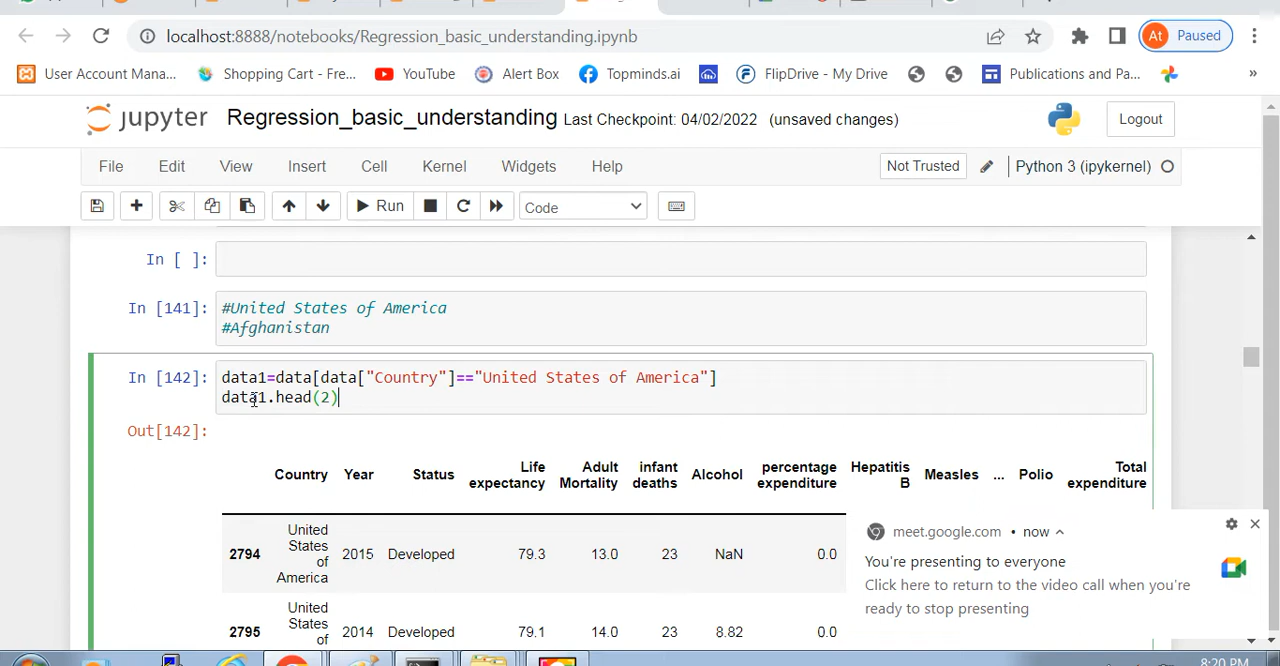 localhost:8888/notebooks/Regression_basic_understanding.ipynb
At Paused
User Account Mana... Shopping Cart - Fre... YouTube Alert Box Topminds.ai FlipDrive - My Drive Publications and Pa... »
jupyter Regression_basic_understanding Last Checkpoint: 04/02/2022 (unsaved changes) Logout
File Edit View Insert Cell Kernel Widgets Help Not Trusted Python 3 (ipykernel)
Run Code
In [ ]:
In [141]: #United States of America
#Afghanistan
In [142]: data1=data[data["Country"]=="United States of America"]
data1.head(2)
Out[142]:
Country Year Status Life expectancy Adult Mortality infant deaths Alcohol percentage expenditure Hepatitis B Measles ... Polio Total expenditure
2794 United States of America 2015 Developed 79.3 13.0 23 NaN 0.0
2795 United States of 2014 Developed 79.1 14.0 23 8.82 0.0
meet.google.com • now
You're presenting to everyone
Click here to return to the video call when you're
ready to stop presenting
8:20 PM